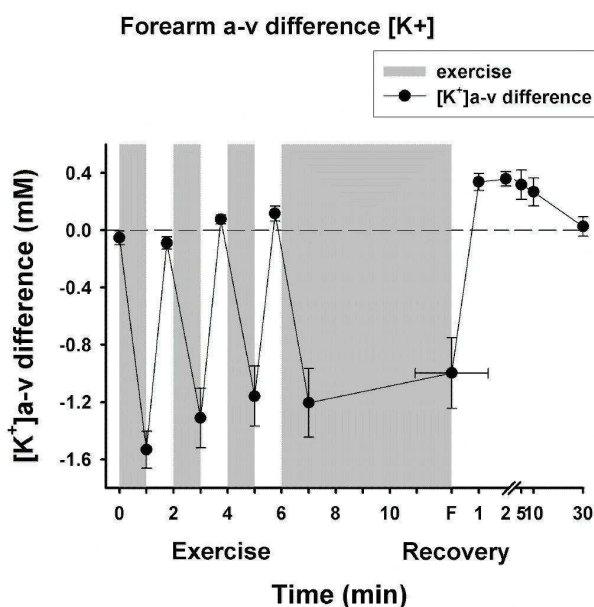 Forearm a-v difference [K+]
exercise
[K⁺]a-v difference
[K⁺]a-v difference (mM)
0.4
0.0
-0.4
-0.8
-1.2
-1.6
0 2 4 6 8 10 F 1 2 5 10 30
Exercise Recovery
Time (min)